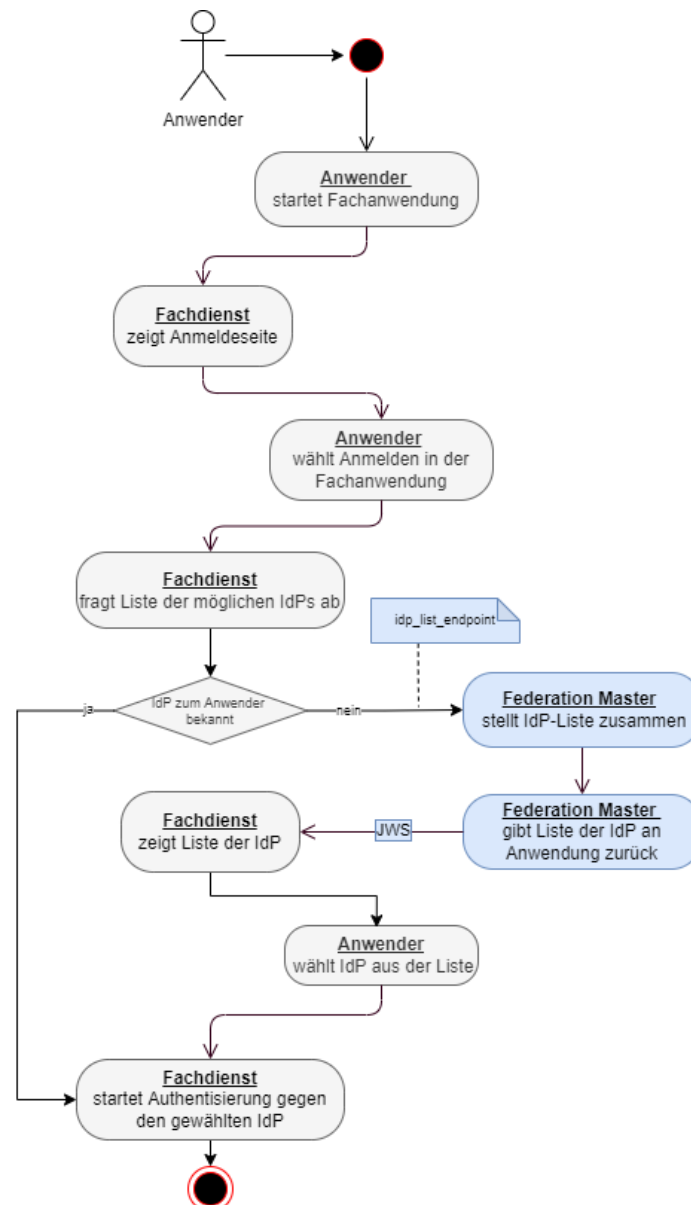 Anwender
Anwender
startet Fachanwendung
Fachdienst
zeigt Anmeldeseite
Anwender
wählt Anmelden in der
Fachanwendung
Fachdienst
fragt Liste der möglichen IdPs ab
idp_list_endpoint
IdP zum Anwender
bekannt
ja
nein
Federation Master
stellt IdP-Liste zusammen
Federation Master
gibt Liste der IdP an
Anwendung zurück
JWS
Fachdienst
zeigt Liste der IdP
Anwender
wählt IdP aus der Liste
Fachdienst
startet Authentisierung gegen
den gewählten IdP